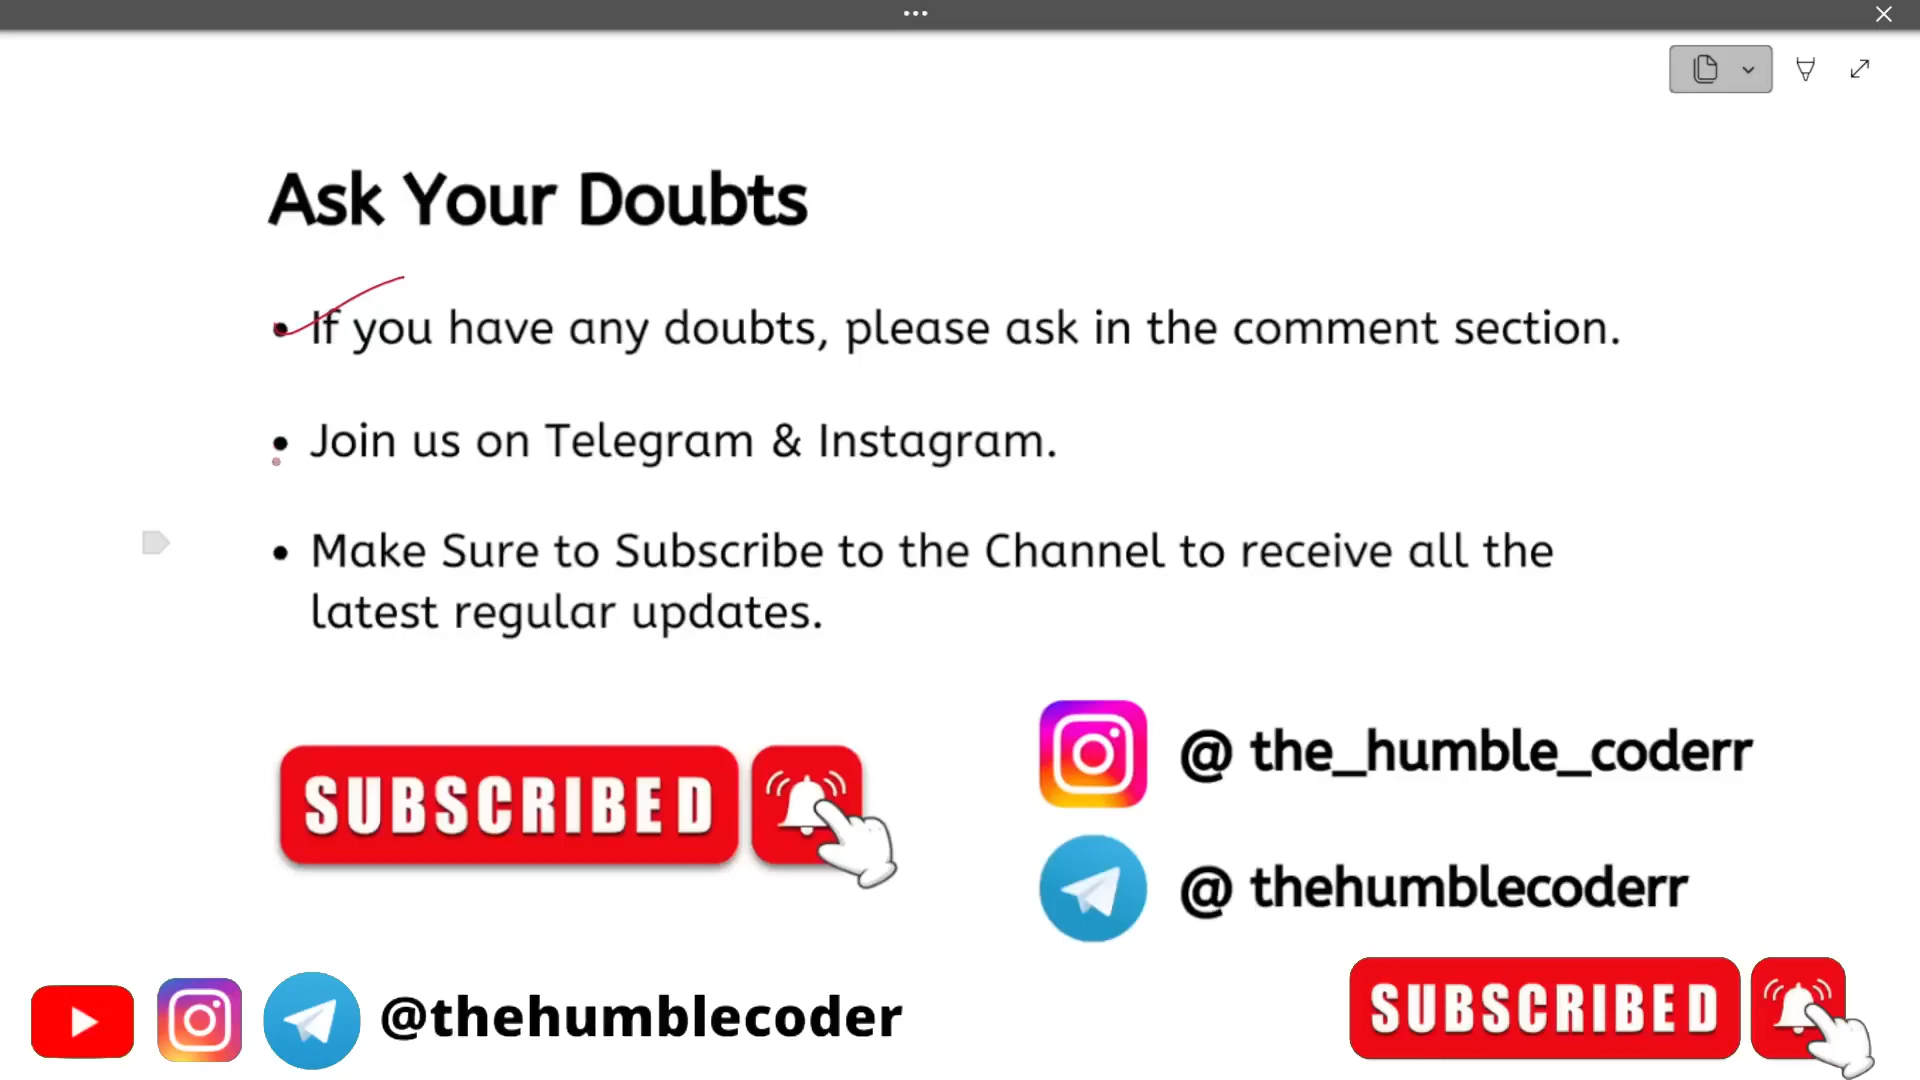 Ask Your Doubts
• If you have any doubts, please ask in the comment section.
• Join us on Telegram & Instagram.
• Make Sure to Subscribe to the Channel to receive all the
latest regular updates.
SUBSCRIBED
@ the_humble_coderr
@ thehumblecoderr
@thehumblecoder
SUBSCRIBED